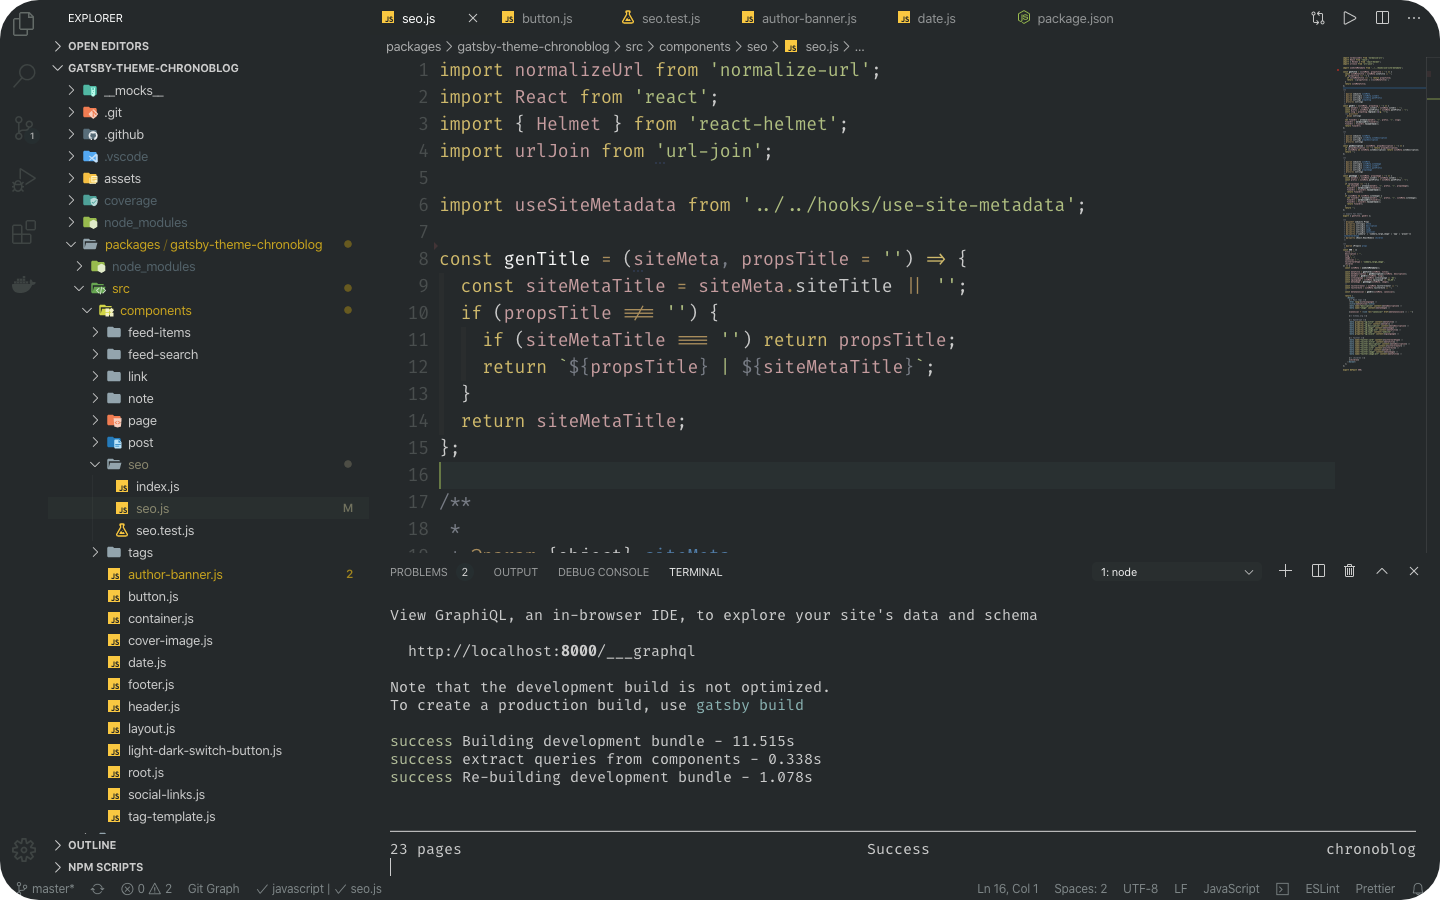 EXPLORER
OPEN EDITORS
GATSBY-THEME-CHRONOBLOG
__mocks__
.git
.github
.vscode
assets
coverage
node_modules
packages / gatsby-theme-chronoblog
node_modules
src
components
feed-items
feed-search
link
note
page
post
seo
index.js
seo.js M
seo.test.js
tags
author-banner.js 2
button.js
container.js
cover-image.js
date.js
footer.js
header.js
layout.js
light-dark-switch-button.js
root.js
social-links.js
tag-template.js
OUTLINE
NPM SCRIPTS
1
seo.js button.js seo.test.js author-banner.js date.js package.json
packages > gatsby-theme-chronoblog > src > components > seo > seo.js > ...
1 import normalizeUrl from 'normalize-url';
2 import React from 'react';
3 import { Helmet } from 'react-helmet';
4 import urlJoin from 'url-join';
5
6 import useSiteMetadata from '../../hooks/use-site-metadata';
7
8 const genTitle = (siteMeta, propsTitle = '') => {
9 const siteMetaTitle = siteMeta.siteTitle || '';
10 if (propsTitle !== '') {
11 if (siteMetaTitle === '') return propsTitle;
12 return `${propsTitle} | ${siteMetaTitle}`;
13 }
14 return siteMetaTitle;
15 };
16
17 /**
18 *
19 * @param {object} siteMeta
PROBLEMS 2 OUTPUT DEBUG CONSOLE TERMINAL 1: node
View GraphiQL, an in-browser IDE, to explore your site's data and schema
http://localhost:8000/___graphql
Note that the development build is not optimized.
To create a production build, use gatsby build
success Building development bundle - 11.515s
success extract queries from components - 0.338s
success Re-building development bundle - 1.078s
23 pages Success chronoblog
master* 0 2 Git Graph javascript | seo.js Ln 16, Col 1 Spaces: 2 UTF-8 LF JavaScript ESLint Prettier